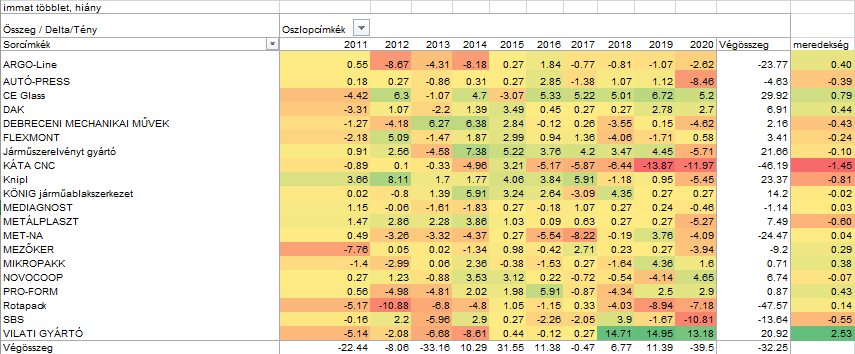 immat többlet, hiány
Összeg / Delta/Tény Oszlopcímkék
Sorcímkék 2011 2012 2013 2014 2015 2016 2017 2018 2019 2020 Végösszeg meredekség
ARGO-Line 0.55 -8.67 -4.31 -8.18 0.27 1.84 -0.77 -0.81 -1.07 -2.62 -23.77 0.40
AUTÓ-PRESS 0.18 0.27 -0.86 0.31 0.27 2.85 -1.38 1.07 1.12 -8.46 -4.63 -0.39
CE Glass -4.42 6.3 -1.07 4.7 -3.07 5.33 5.22 5.01 6.72 5.2 29.92 0.79
DAK -3.31 1.07 -2.2 1.39 3.49 0.45 0.27 0.27 2.78 2.7 6.91 0.44
DEBRECENI MECHANIKAI MŰVEK -1.27 -4.18 6.27 6.38 2.84 -0.12 0.26 -3.55 0.15 -4.62 2.16 -0.43
FLEXMONT -2.18 5.09 -1.47 1.87 2.99 0.94 1.36 -4.06 -1.71 0.58 3.41 -0.24
Járműszerelvényt gyártó 0.91 2.56 -4.58 7.38 5.22 3.76 4.2 3.47 4.45 -5.71 21.66 -0.10
KÁTA CNC -0.89 0.1 -0.33 -4.96 3.21 -5.17 -5.87 -6.44 -13.87 -11.97 -46.19 -1.45
Knipl 3.66 8.11 1.7 1.77 4.06 3.84 5.91 -1.18 0.95 -5.45 23.37 -0.81
KÖNIG járműablakszerkezet 0.02 -0.8 1.39 5.91 3.24 2.64 -3.09 4.35 0.27 0.27 14.2 -0.02
MEDIAGNOST 1.15 -0.06 -1.61 -1.83 0.27 -0.18 1.07 0.27 0.24 -0.46 -1.14 0.03
METÁLPLASZT 1.47 2.86 2.28 3.86 1.03 0.09 0.63 0.27 0.27 -5.27 7.49 -0.60
MET-NA 0.49 -3.26 -3.32 -4.37 0.27 -5.54 -8.22 -0.19 3.76 -4.09 -24.47 0.04
MEZŐKER -7.76 0.05 0.02 -1.34 0.98 -0.42 2.71 0.23 0.27 -3.94 -9.2 0.29
MIKROPAKK -1.4 -2.99 0.06 2.36 -0.38 -1.53 0.27 -1.64 4.36 1.6 0.71 0.38
NOVOCOOP 0.27 1.23 -0.88 3.53 3.12 0.22 -0.72 -0.54 -4.14 4.65 6.74 -0.07
PRO-FORM 0.56 -4.98 -4.81 2.02 1.98 5.91 -0.87 -4.34 2.5 2.9 0.87 0.43
Rotapack -5.17 -10.88 -6.8 -4.8 1.05 -1.15 0.33 -4.03 -8.94 -7.18 -47.57 0.14
SBS -0.16 2.2 -5.96 2.9 0.27 -2.26 -2.05 3.9 -1.67 -10.81 -13.64 -0.55
VILATI GYÁRTÓ -5.14 -2.08 -6.68 -8.61 0.44 -0.12 0.27 14.71 14.95 13.18 20.92 2.53
Végösszeg -22.44 -8.06 -33.16 10.29 31.55 11.38 -0.47 6.77 11.39 -39.5 -32.25